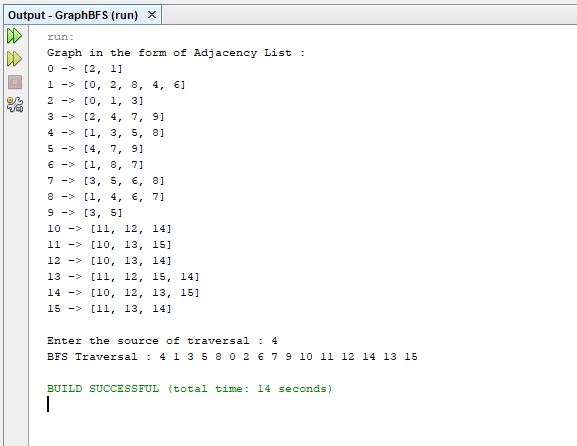 Output - GraphBFS (run) ×
run:
Graph in the form of Adjacency List :
0 -> [2, 1]
1 -> [0, 2, 8, 4, 6]
2 -> [0, 1, 3]
3 -> [2, 4, 7, 9]
4 -> [1, 3, 5, 8]
5 -> [4, 7, 9]
6 -> [1, 8, 7]
7 -> [3, 5, 6, 8]
8 -> [1, 4, 6, 7]
9 -> [3, 5]
10 -> [11, 12, 14]
11 -> [10, 13, 15]
12 -> [10, 13, 14]
13 -> [11, 12, 15, 14]
14 -> [10, 12, 13, 15]
15 -> [11, 13, 14]
Enter the source of traversal : 4
BFS Traversal : 4 1 3 5 8 0 2 6 7 9 10 11 12 14 13 15
BUILD SUCCESSFUL (total time: 14 seconds)